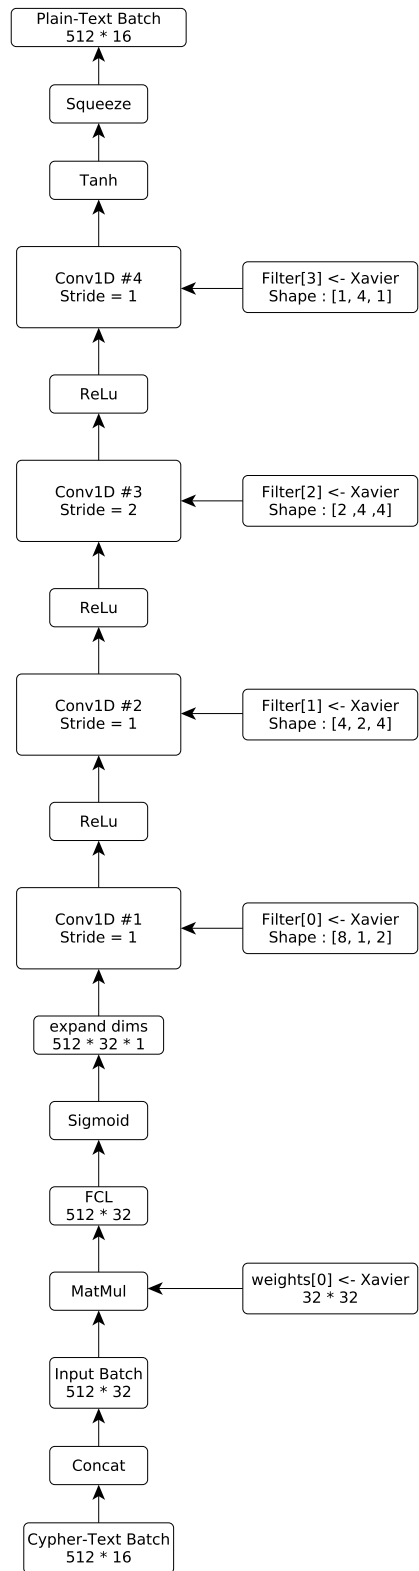 Plain-Text Batch
512 * 16
Squeeze
Tanh
Conv1D #4
Stride = 1
Filter[3] <- Xavier
Shape : [1, 4, 1]
ReLu
Conv1D #3
Stride = 2
Filter[2] <- Xavier
Shape : [2 ,4 ,4]
ReLu
Conv1D #2
Stride = 1
Filter[1] <- Xavier
Shape : [4, 2, 4]
ReLu
Conv1D #1
Stride = 1
Filter[0] <- Xavier
Shape : [8, 1, 2]
expand dims
512 * 32 * 1
Sigmoid
FCL
512 * 32
MatMul
weights[0] <- Xavier
32 * 32
Input Batch
512 * 32
Concat
Cypher-Text Batch
512 * 16